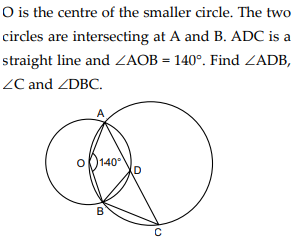 O is the centre of the smaller circle. The two
circles are intersecting at A and B. ADC is a
straight line and ∠AOB = 140°. Find ∠ADB,
∠C and ∠DBC.
A
O 140°
D
B
C